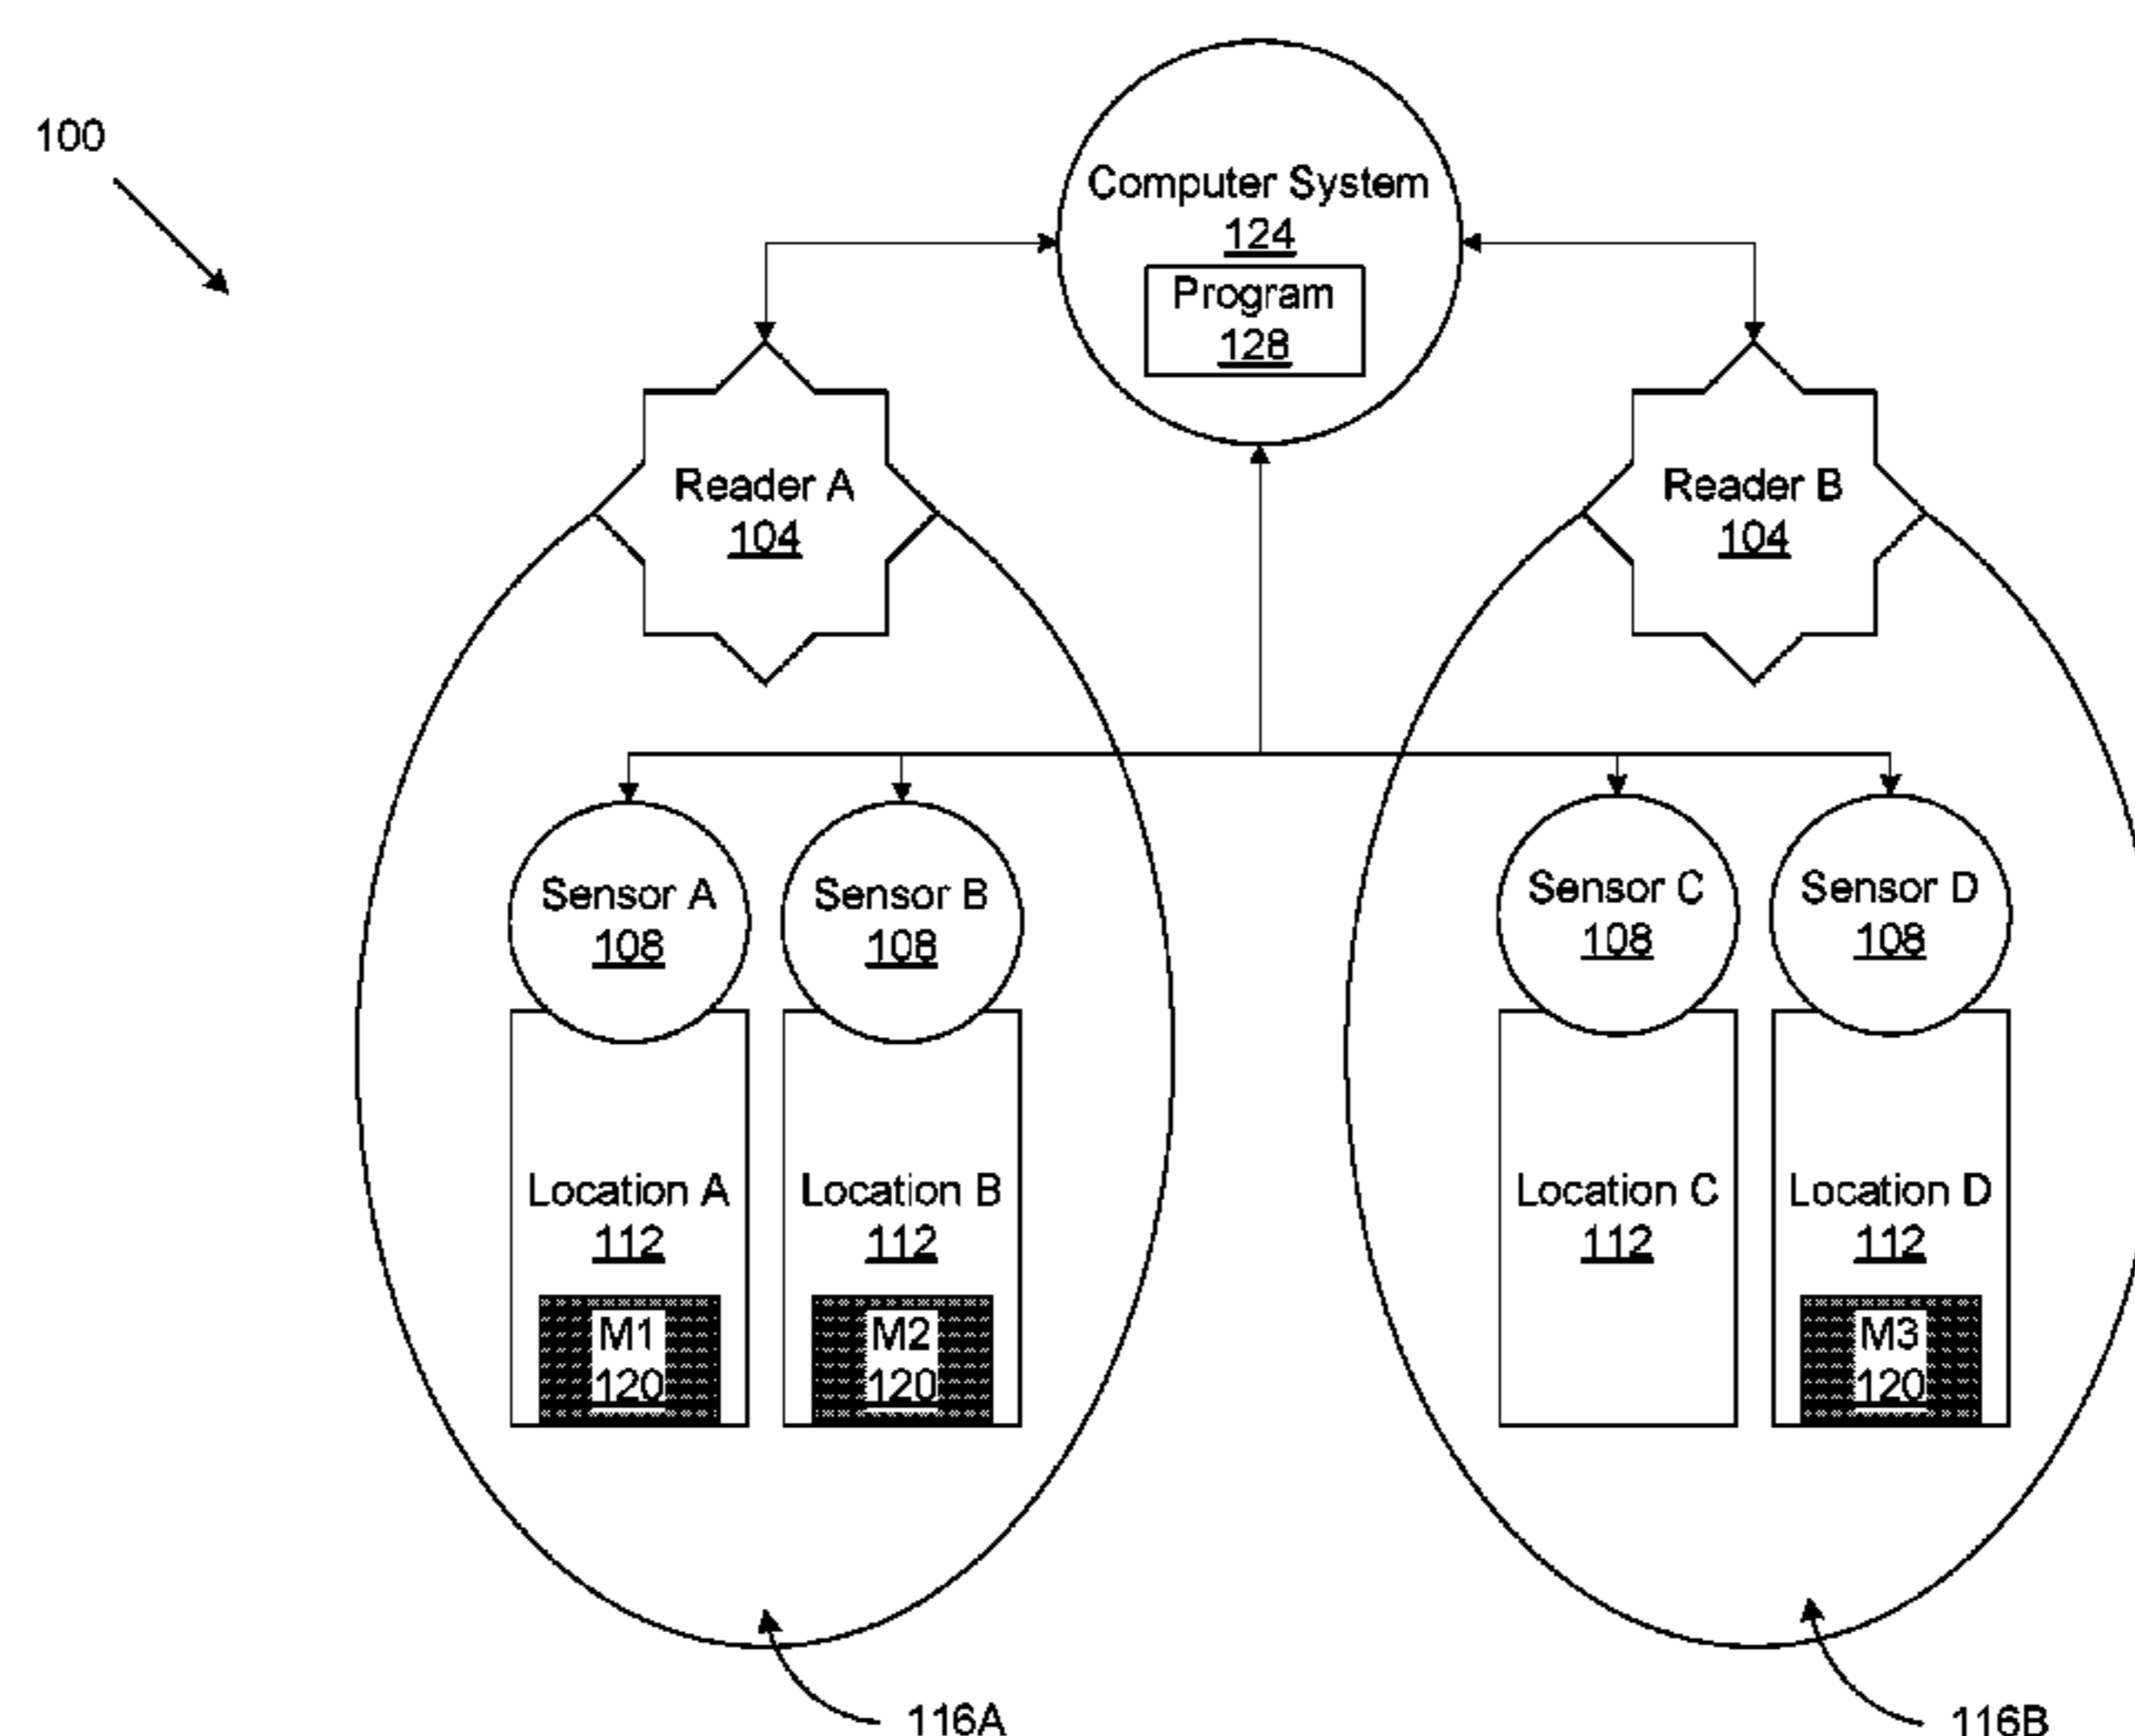 100
Computer System
124
Program
128
Reader A
104
Reader B
104
Sensor A
108
Sensor B
108
Sensor C
108
Sensor D
108
Location A
112
Location B
112
Location C
112
Location D
112
M1
120
M2
120
M3
120
116A
116B